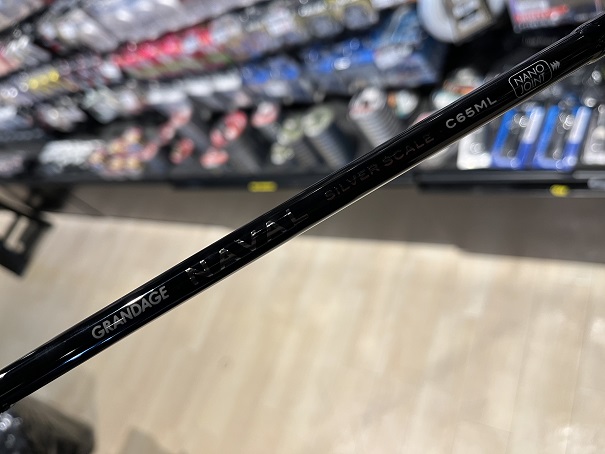 GRANDAGE NAVAL SILVER SCALE C65ML NANO JOINT